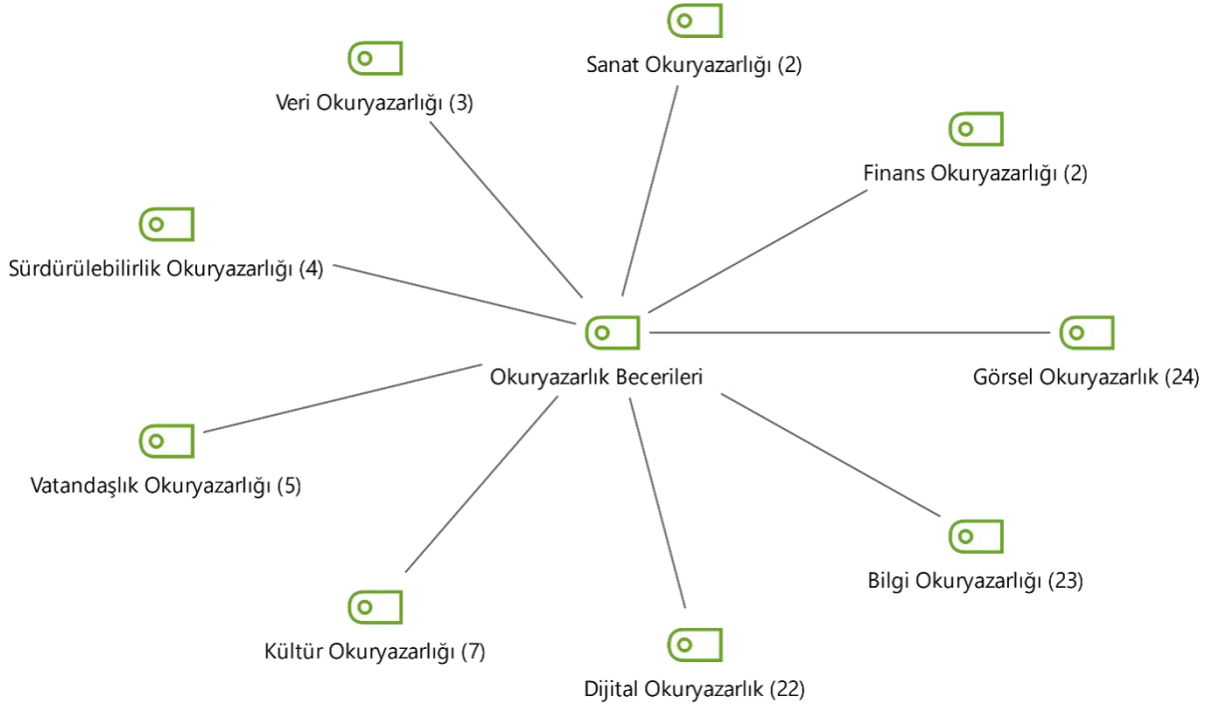 Sanat Okuryazarlığı (2)
Veri Okuryazarlığı (3)
Finans Okuryazarlığı (2)
Sürdürülebilirlik Okuryazarlığı (4)
Okuryazarlık Becerileri
Görsel Okuryazarlık (24)
Vatandaşlık Okuryazarlığı (5)
Bilgi Okuryazarlığı (23)
Kültür Okuryazarlığı (7)
Dijital Okuryazarlık (22)